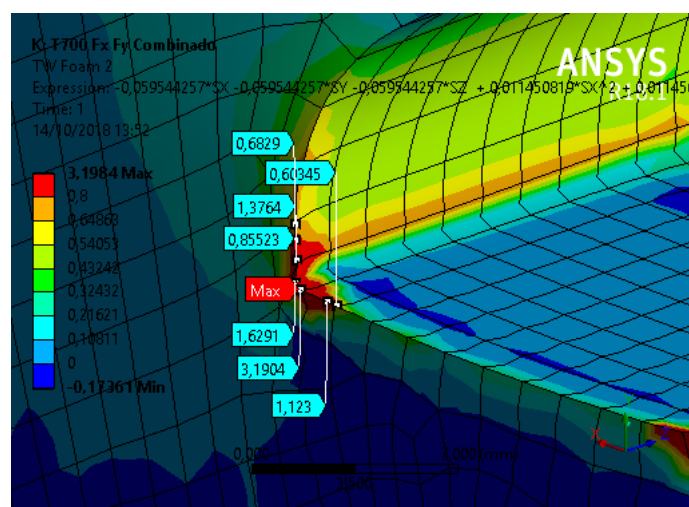 K: T700 Fx Fy Combinado
TW Foam 2
Expression: -0,059544257*SX -0,059544257*SY -0,059544257*SZ + 0,011450819*SX^2 + 0,01145
Time: 1
14/10/2018 13:52
ANSYS
R18.1
3,1984 Max
0,8
0,64863
0,54053
0,43242
0,32432
0,21621
0,10811
0
-0,17361 Min
0,6829
0,60345
1,3764
0,85523
Max
1,6291
3,1904
1,123
0,000
(mm)
X
Z